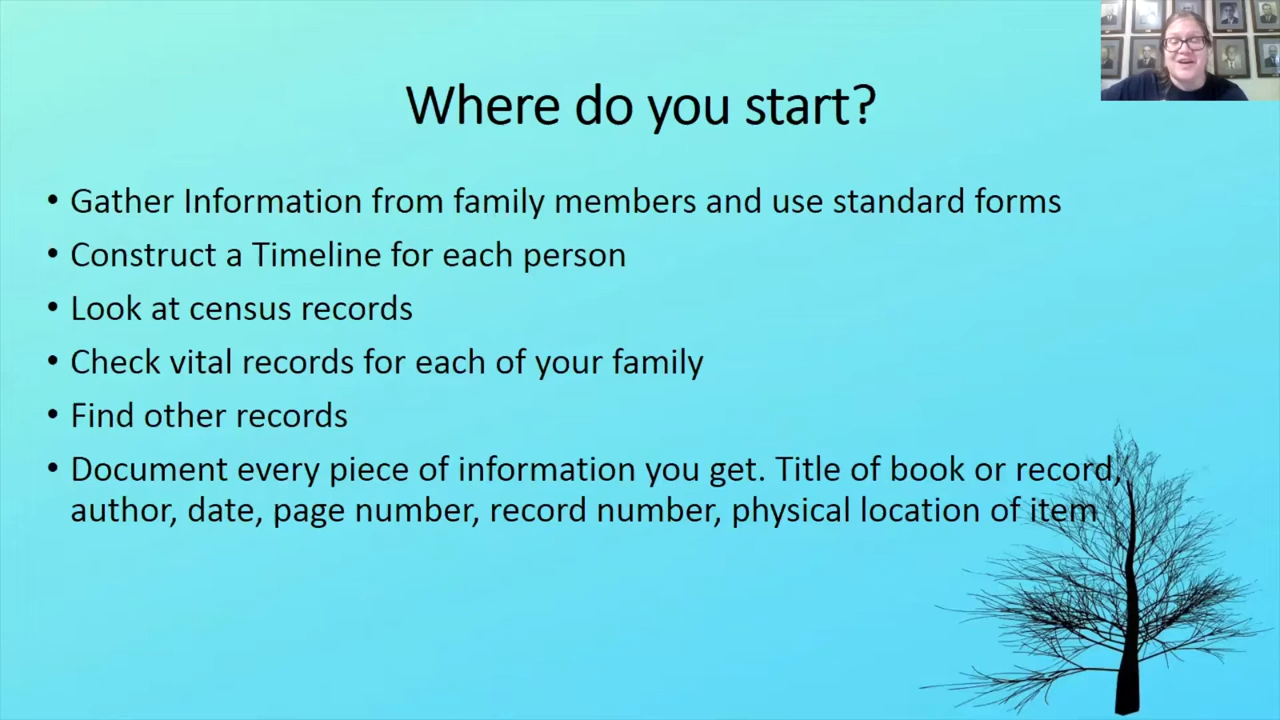 Where do you start?
• Gather Information from family members and use standard forms
• Construct a Timeline for each person
• Look at census records
• Check vital records for each of your family
• Find other records
• Document every piece of information you get. Title of book or record,
author, date, page number, record number, physical location of item